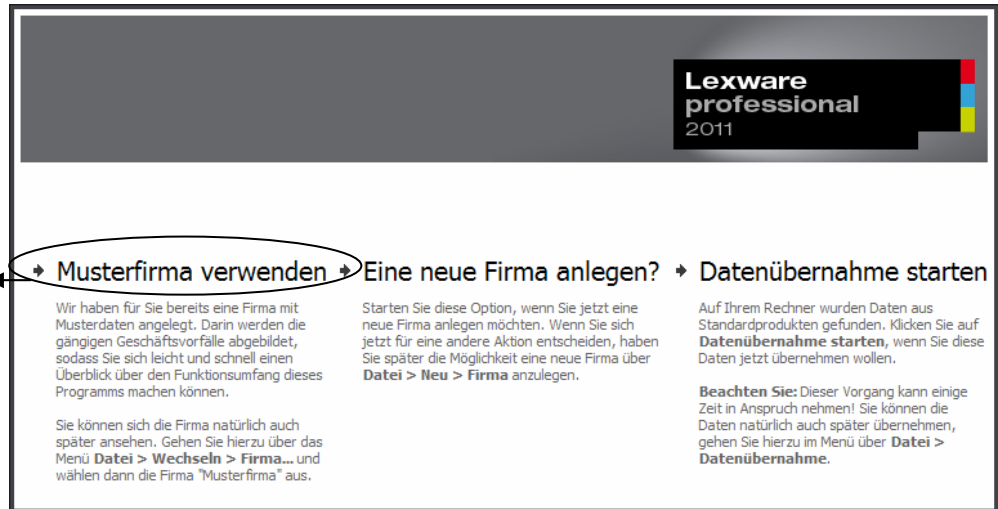 Lexware
professional
2011
Musterfirma verwenden
Wir haben für Sie bereits eine Firma mit
Musterdaten angelegt. Darin werden die
gängigen Geschäftsvorfälle abgebildet,
sodass Sie sich leicht und schnell einen
Überblick über den Funktionsumfang dieses
Programms machen können.
Sie können sich die Firma natürlich auch
später ansehen. Gehen Sie hierzu über das
Menü Datei > Wechseln > Firma... und
wählen dann die Firma "Musterfirma" aus.
Eine neue Firma anlegen?
Starten Sie diese Option, wenn Sie jetzt eine
neue Firma anlegen möchten. Wenn Sie sich
jetzt für eine andere Aktion entscheiden, haben
Sie später die Möglichkeit eine neue Firma über
Datei > Neu > Firma anzulegen.
Datenübernahme starten
Auf Ihrem Rechner wurden Daten aus
Standardprodukten gefunden. Klicken Sie auf
Datenübernahme starten, wenn Sie diese
Daten jetzt übernehmen wollen.
Beachten Sie: Dieser Vorgang kann einige
Zeit in Anspruch nehmen! Sie können die
Daten natürlich auch später übernehmen,
gehen Sie hierzu im Menü über Datei >
Datenübernahme.